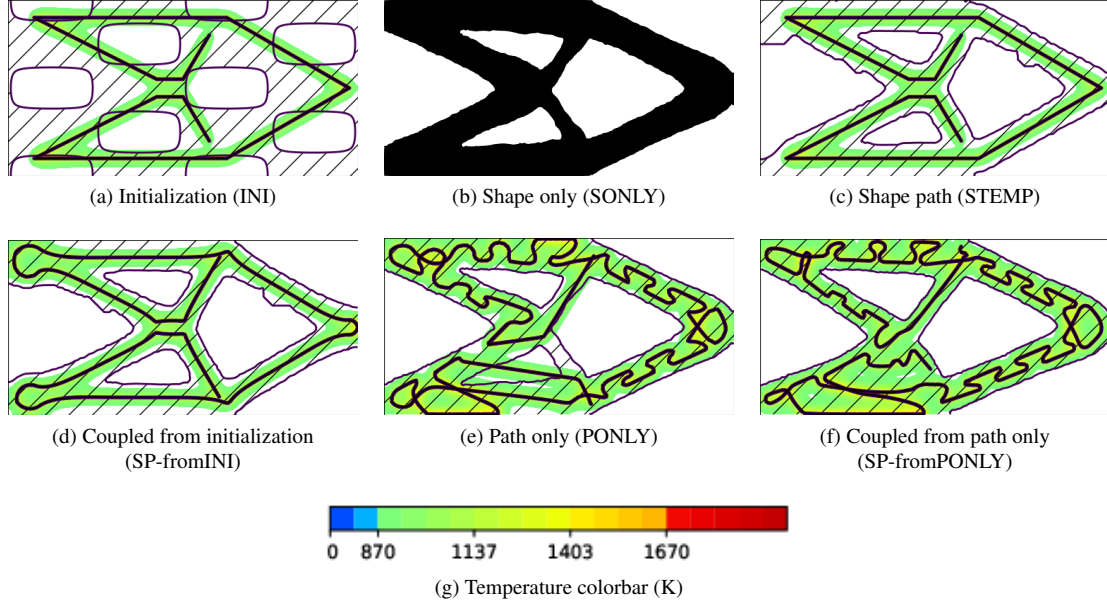 (a) Initialization (INI)
(b) Shape only (SONLY)
(c) Shape path (STEMP)
(d) Coupled from initialization
(SP-fromINI)
(e) Path only (PONLY)
(f) Coupled from path only
(SP-fromPONLY)
0 870 1137 1403 1670
(g) Temperature colorbar (K)